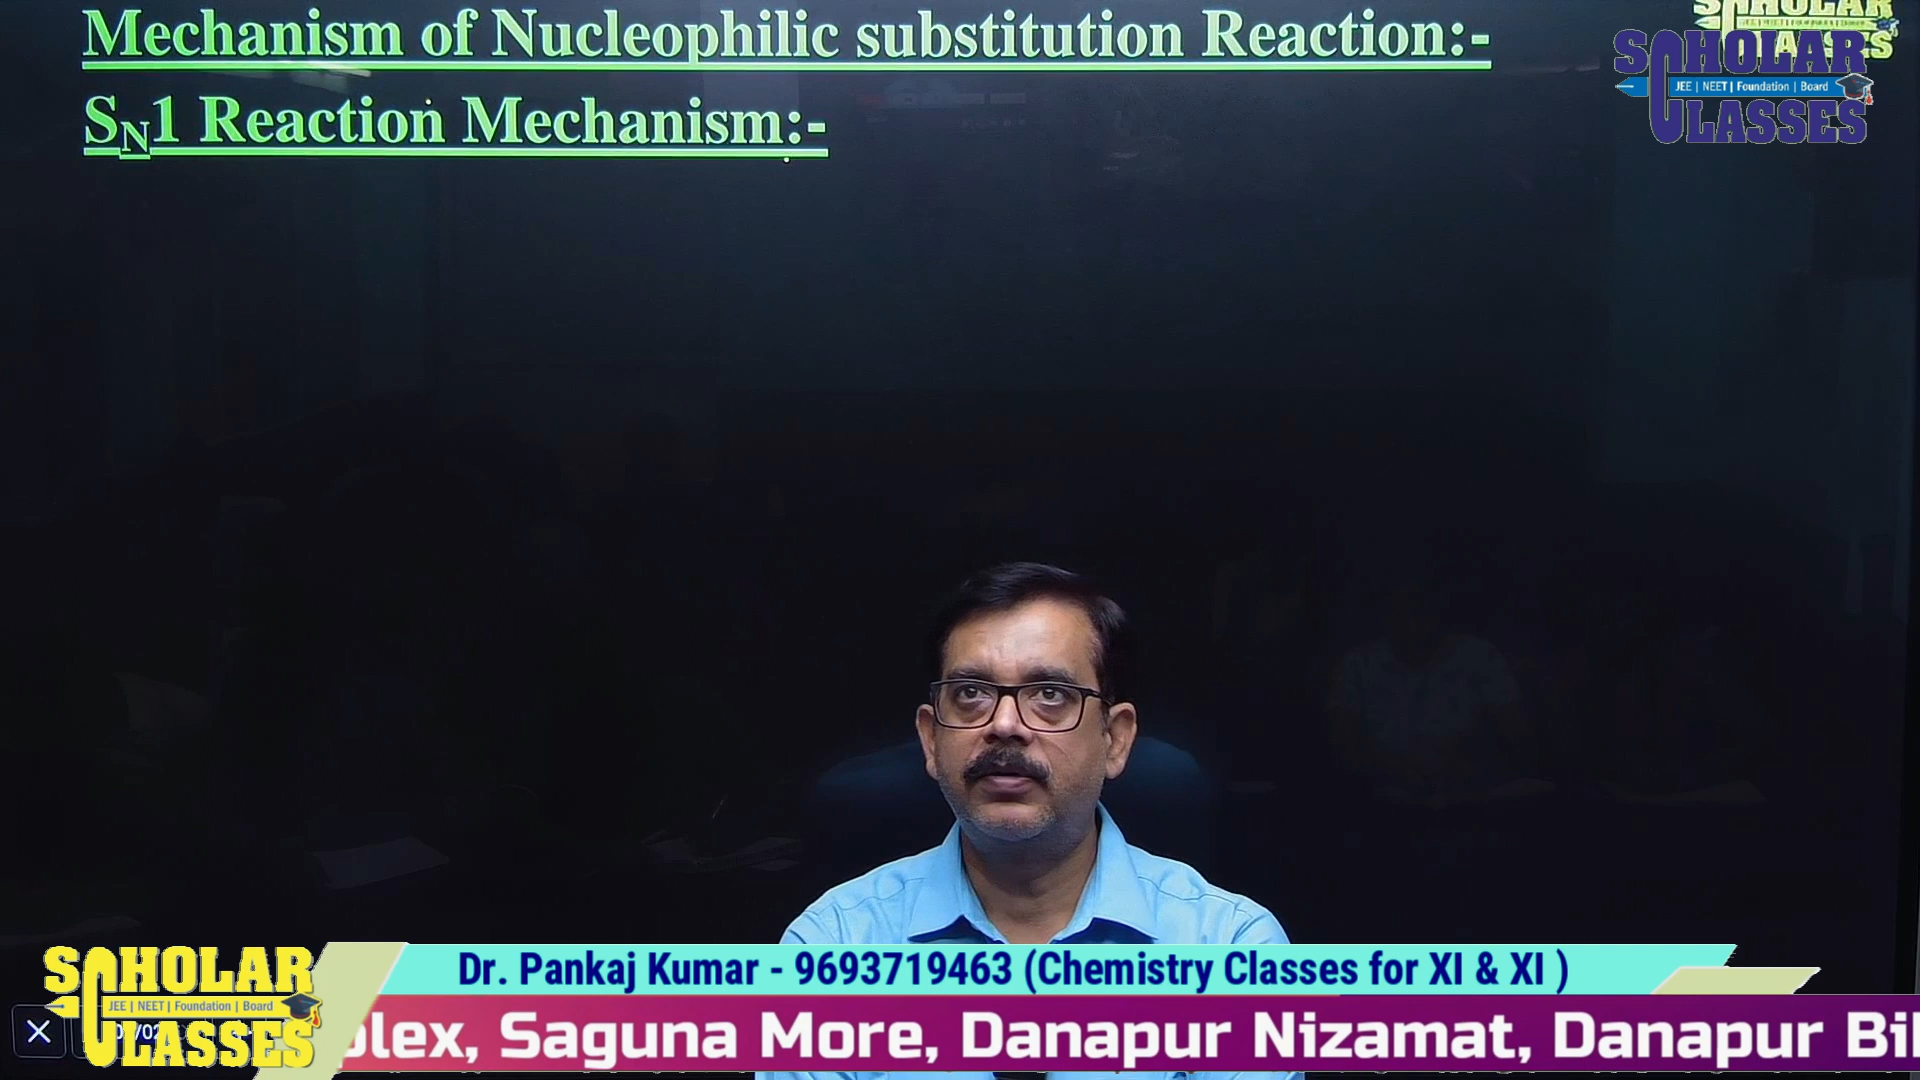 Mechanism of Nucleophilic substitution Reaction:-
SN1 Reaction Mechanism:-
SCHOLAR
JEE | NEET | Foundation | Board
CLASSES
SCHOLAR
JEE | NEET | Foundation | Board
CLASSES
Dr. Pankaj Kumar - 9693719463 (Chemistry Classes for XI & XI )
plex, Saguna More, Danapur Nizamat, Danapur Bi